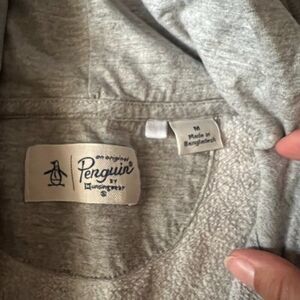 an original
Penguin
BY
Munsingwear
M
Made in
Bangladesh